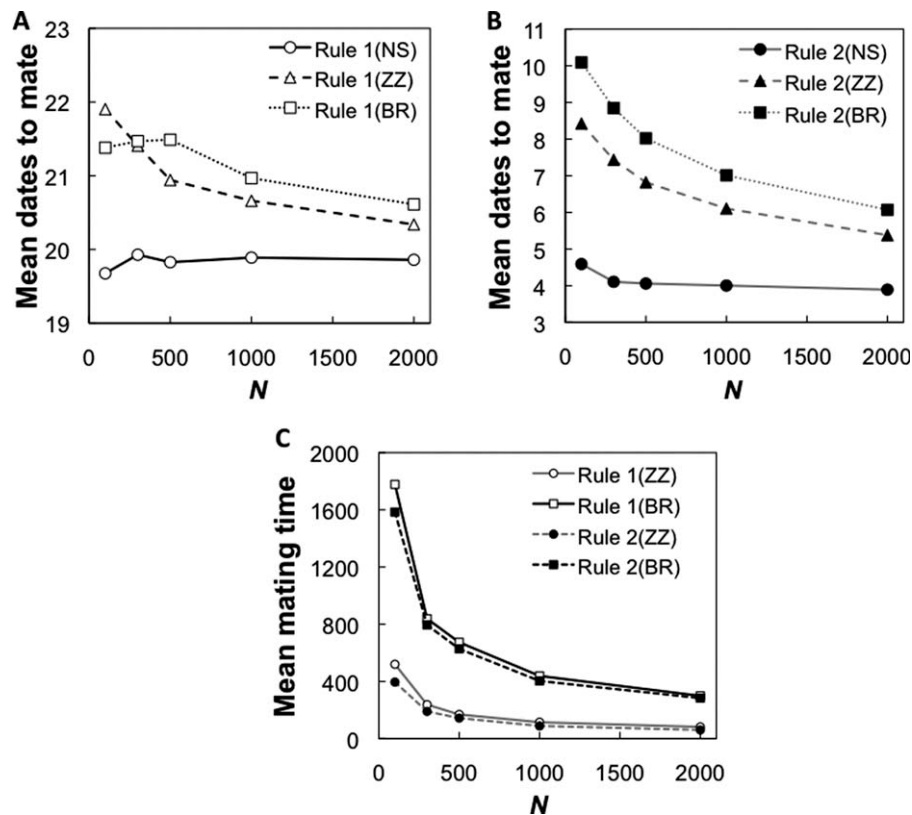 A
Mean dates to mate
23
22
21
20
19
Rule 1(NS)
Rule 1(ZZ)
Rule 1(BR)
0 500 1000 1500 2000
N
B
Mean dates to mate
11
10
9
8
7
6
5
4
3
Rule 2(NS)
Rule 2(ZZ)
Rule 2(BR)
0 500 1000 1500 2000
N
C
Mean mating time
2000
1600
1200
800
400
0
Rule 1(ZZ)
Rule 1(BR)
Rule 2(ZZ)
Rule 2(BR)
0 500 1000 1500 2000
N